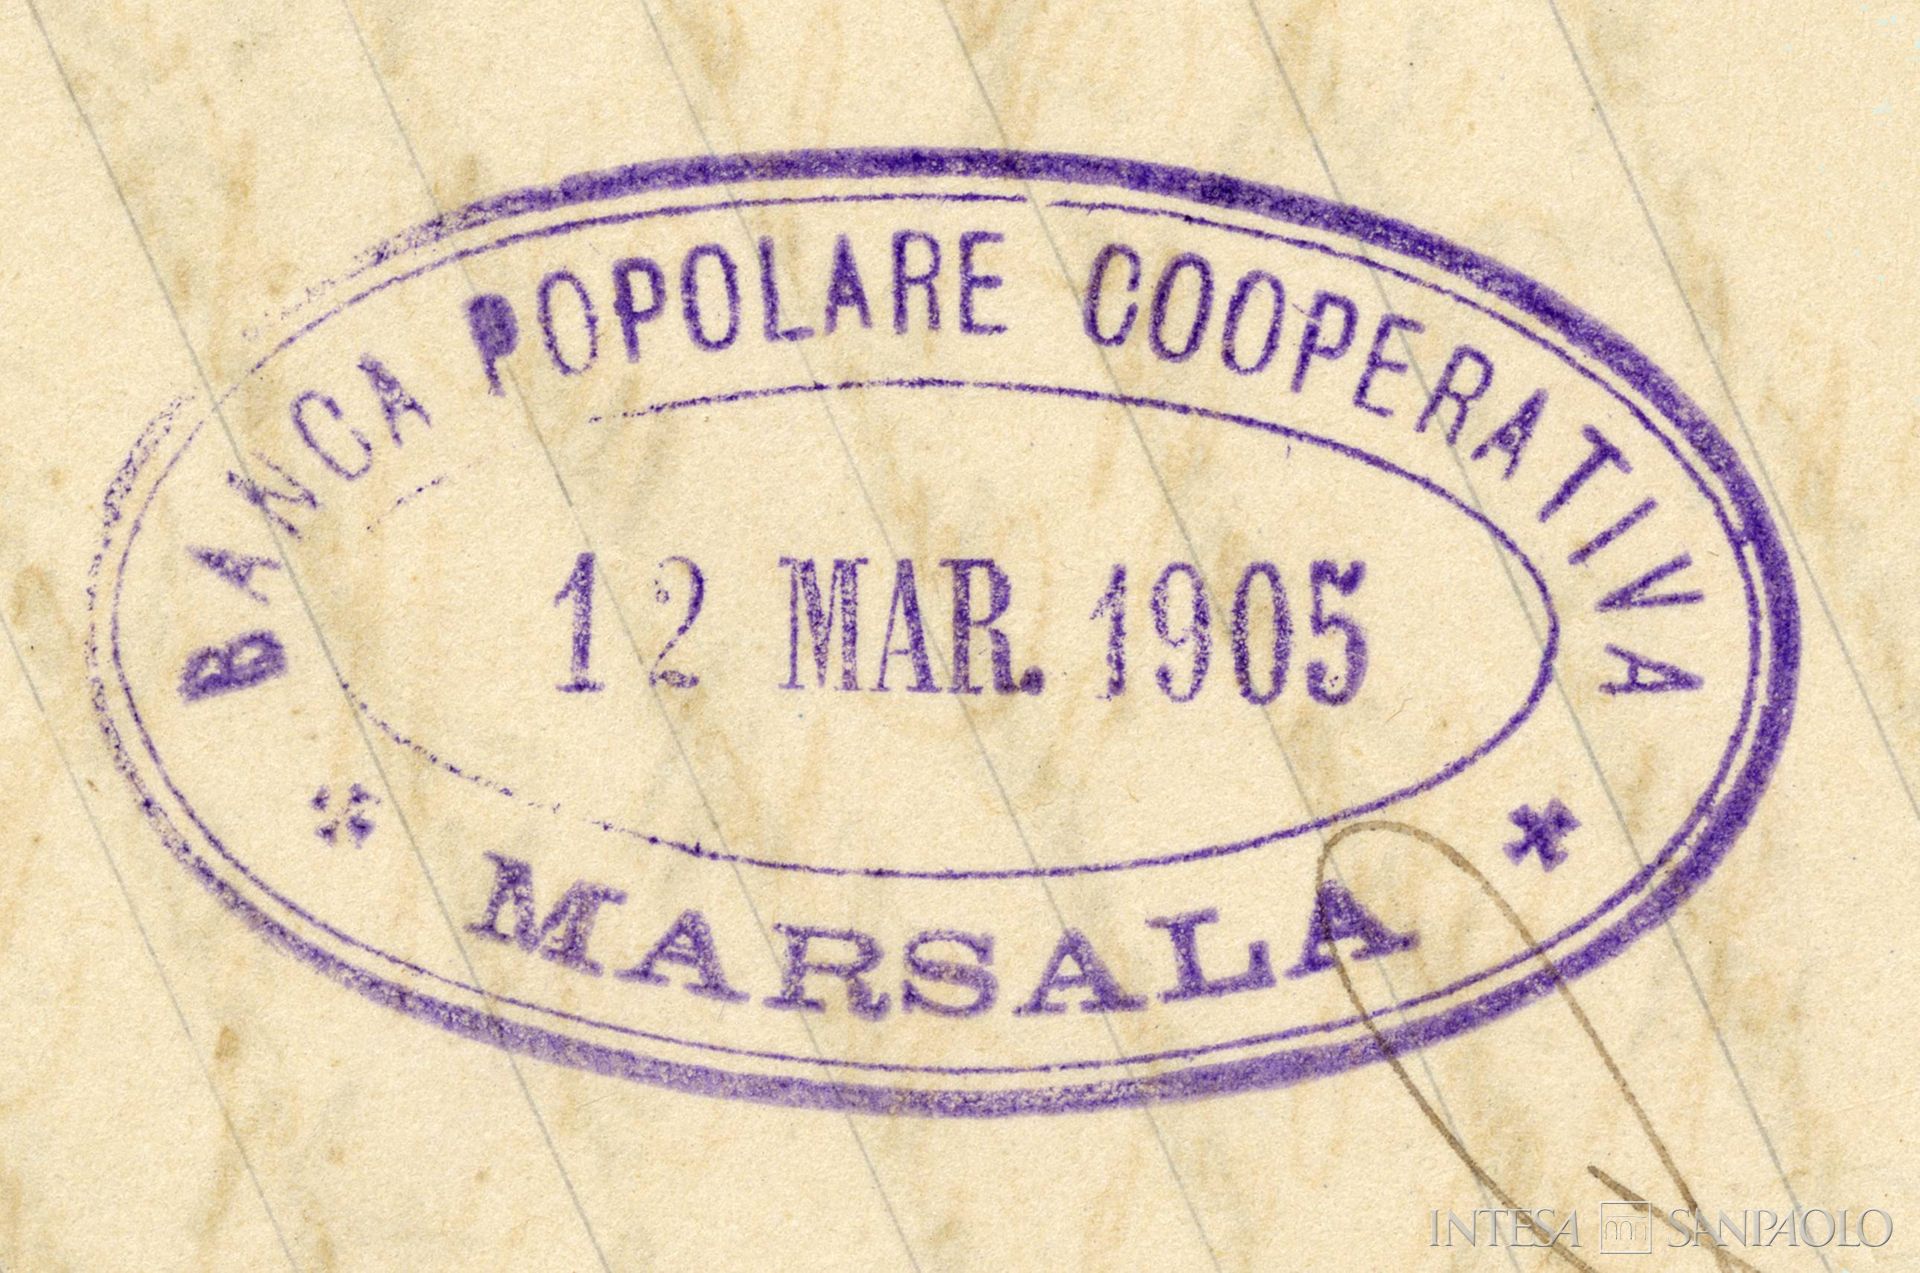 BANCA POPOLARE COOPERATIVA
12 MAR. 1905
MARSALA
INTESA SANPAOLO